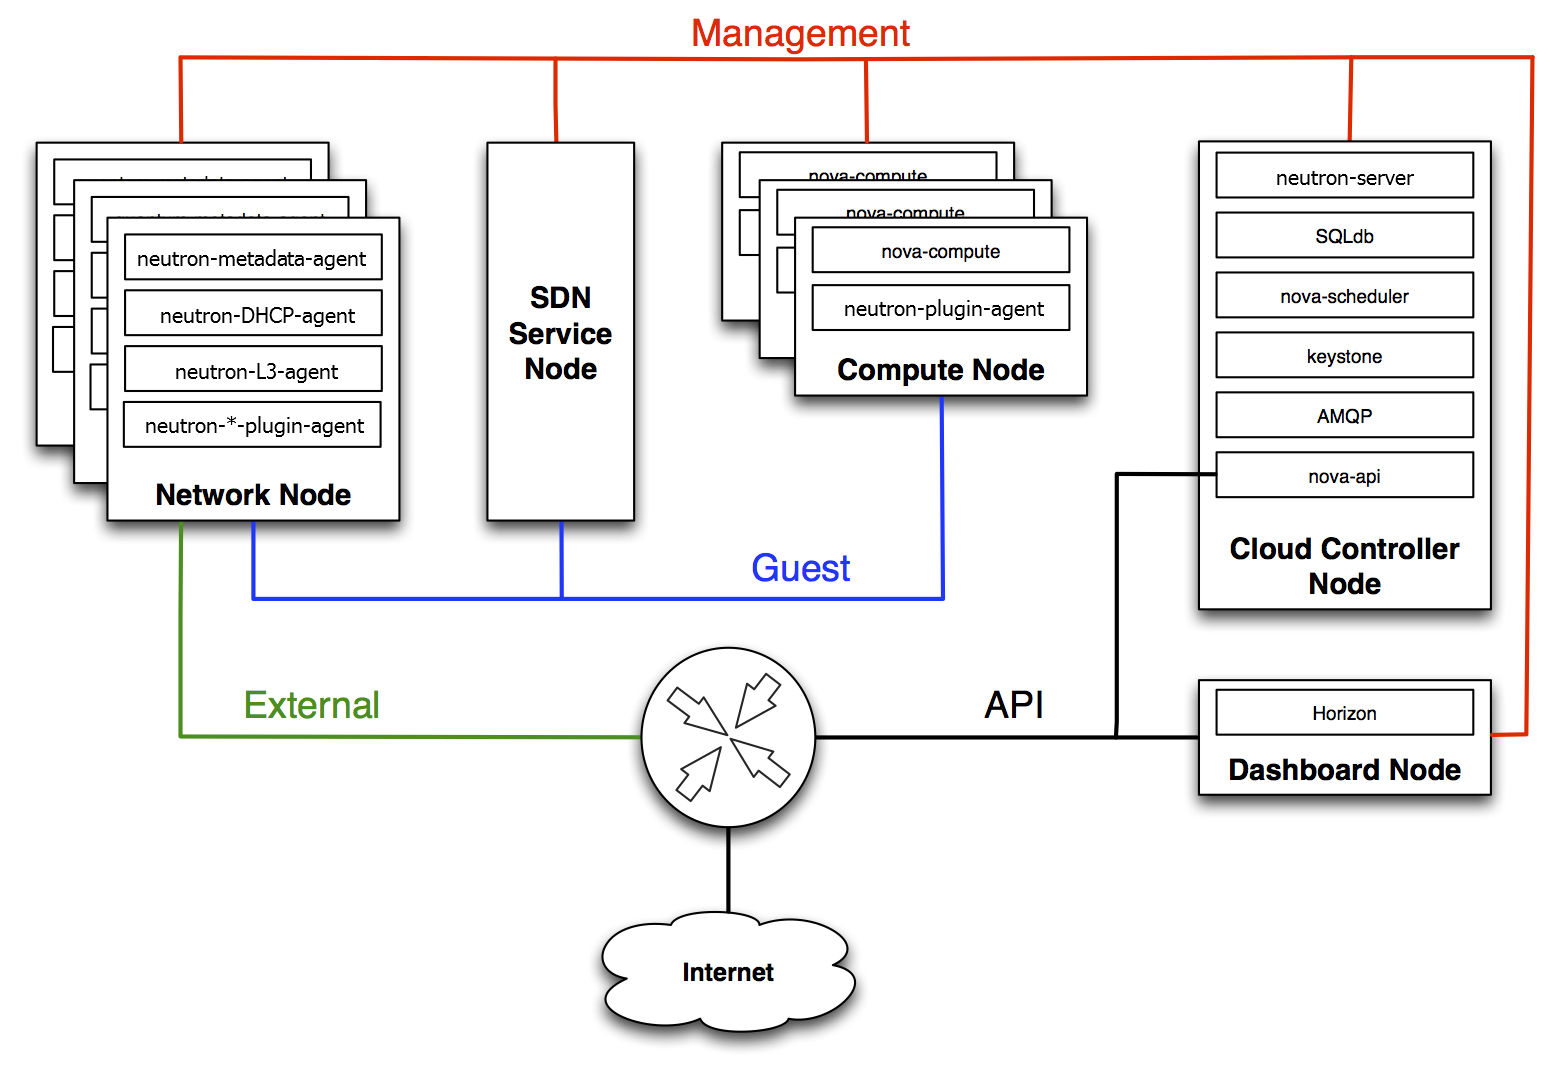 Management
neutron-metadata-agent
neutron-DHCP-agent
neutron-L3-agent
neutron-*-plugin-agent
Network Node
SDN
Service
Node
nova-compute
nova-compute
nova-compute
neutron-plugin-agent
Compute Node
neutron-server
SQLdb
nova-scheduler
keystone
AMQP
nova-api
Cloud Controller
Node
Guest
External
API
Horizon
Dashboard Node
Internet